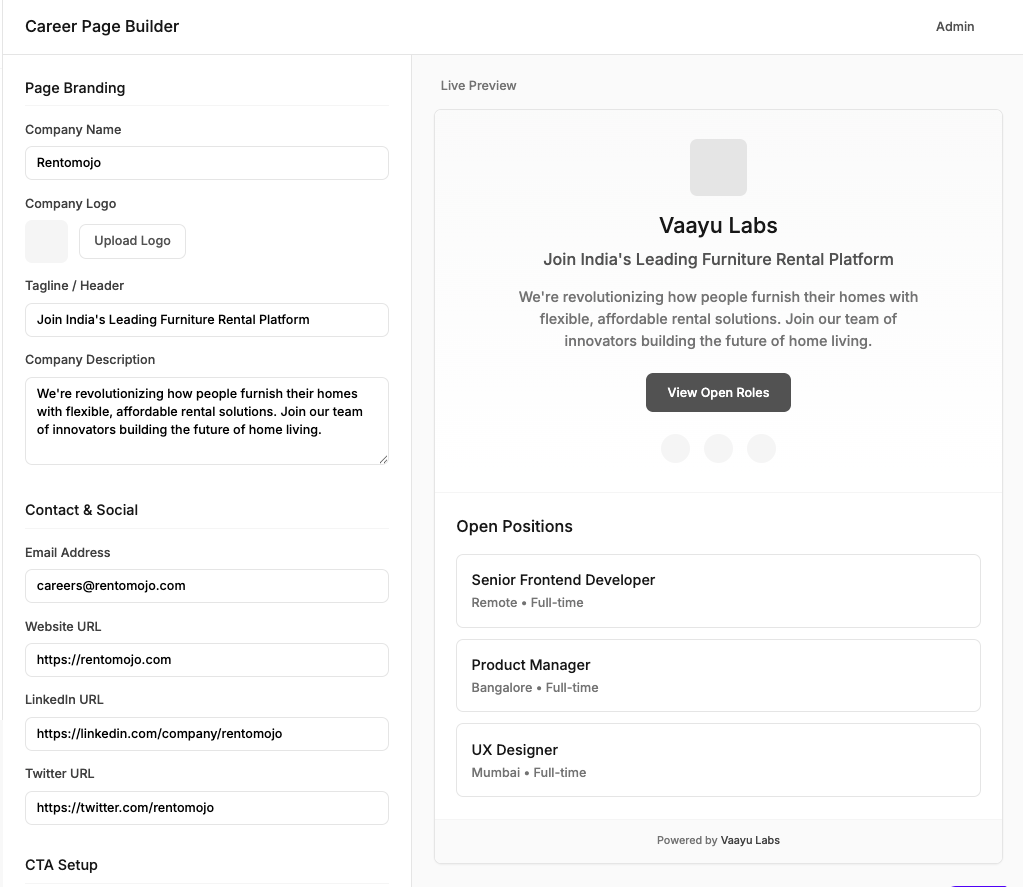 Career Page Builder
Admin
Page Branding
Company Name
Rentomojo
Company Logo
Upload Logo
Tagline / Header
Join India's Leading Furniture Rental Platform
Company Description
We're revolutionizing how people furnish their homes
with flexible, affordable rental solutions. Join our team
of innovators building the future of home living.
Contact & Social
Email Address
careers@rentomojo.com
Website URL
https://rentomojo.com
LinkedIn URL
https://linkedin.com/company/rentomojo
Twitter URL
https://twitter.com/rentomojo
CTA Setup
Live Preview
Vaayu Labs
Join India's Leading Furniture Rental Platform
We're revolutionizing how people furnish their homes with
flexible, affordable rental solutions. Join our team of
innovators building the future of home living.
View Open Roles
Open Positions
Senior Frontend Developer
Remote • Full-time
Product Manager
Bangalore • Full-time
UX Designer
Mumbai • Full-time
Powered by Vaayu Labs